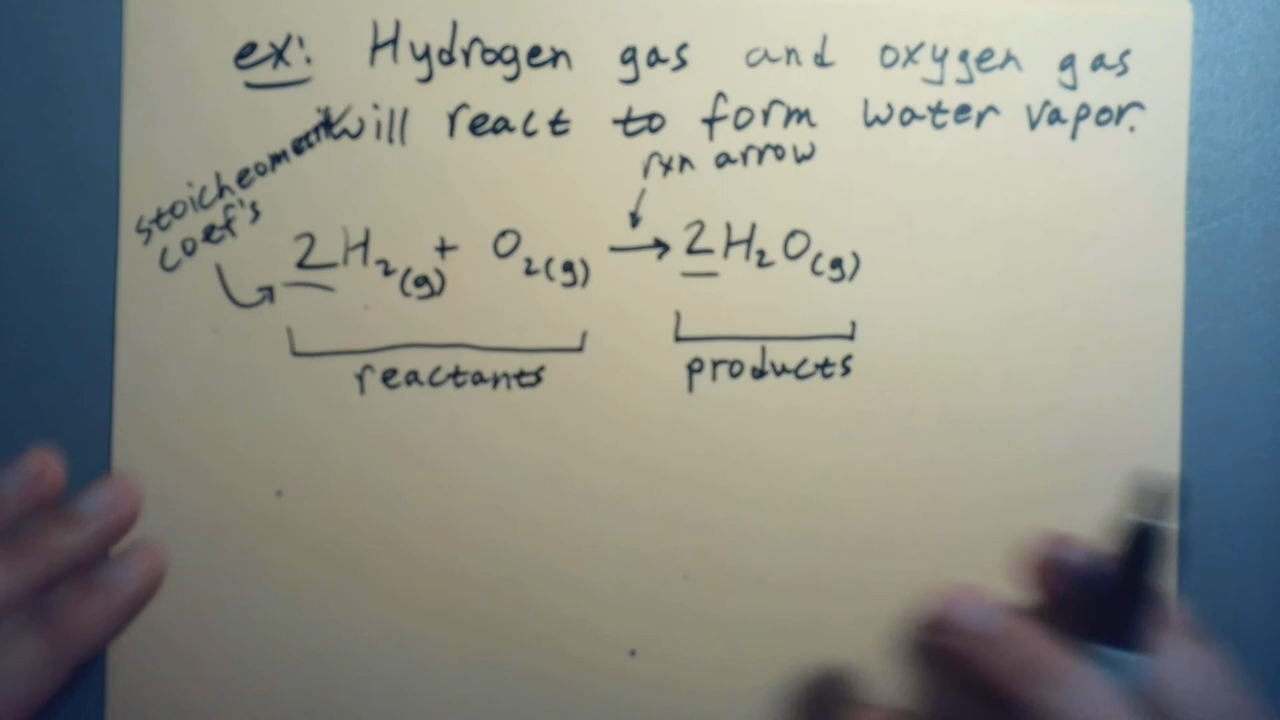 ex: Hydrogen gas and oxygen gas
will react to form water vapor.
rxn arrow
stoicheometric
coef's
2H₂(g) + O₂(g) → 2H₂O(g)
reactants
products